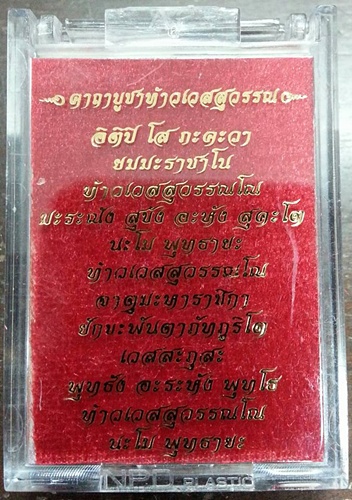 คาถาบูชาท้าวเวสสุวรรณ
อิติปิ โส ภะคะวา
ยมมะราชาโน
ท้าวเวสสุวรรณโณ
มะระณัง สุขัง อะหัง สุคะโต
นะโม พุทธายะ
ท้าวเวสสุวรรณโณ
จาตุมะหาราชิกา
ยักขะพันตาภัทภูริโต
เวสสะภุสะ
พุทธัง อะระหัง พุทโธ
ท้าวเวสสุวรรณโณ
นะโม พุทธายะ
PLASTIC